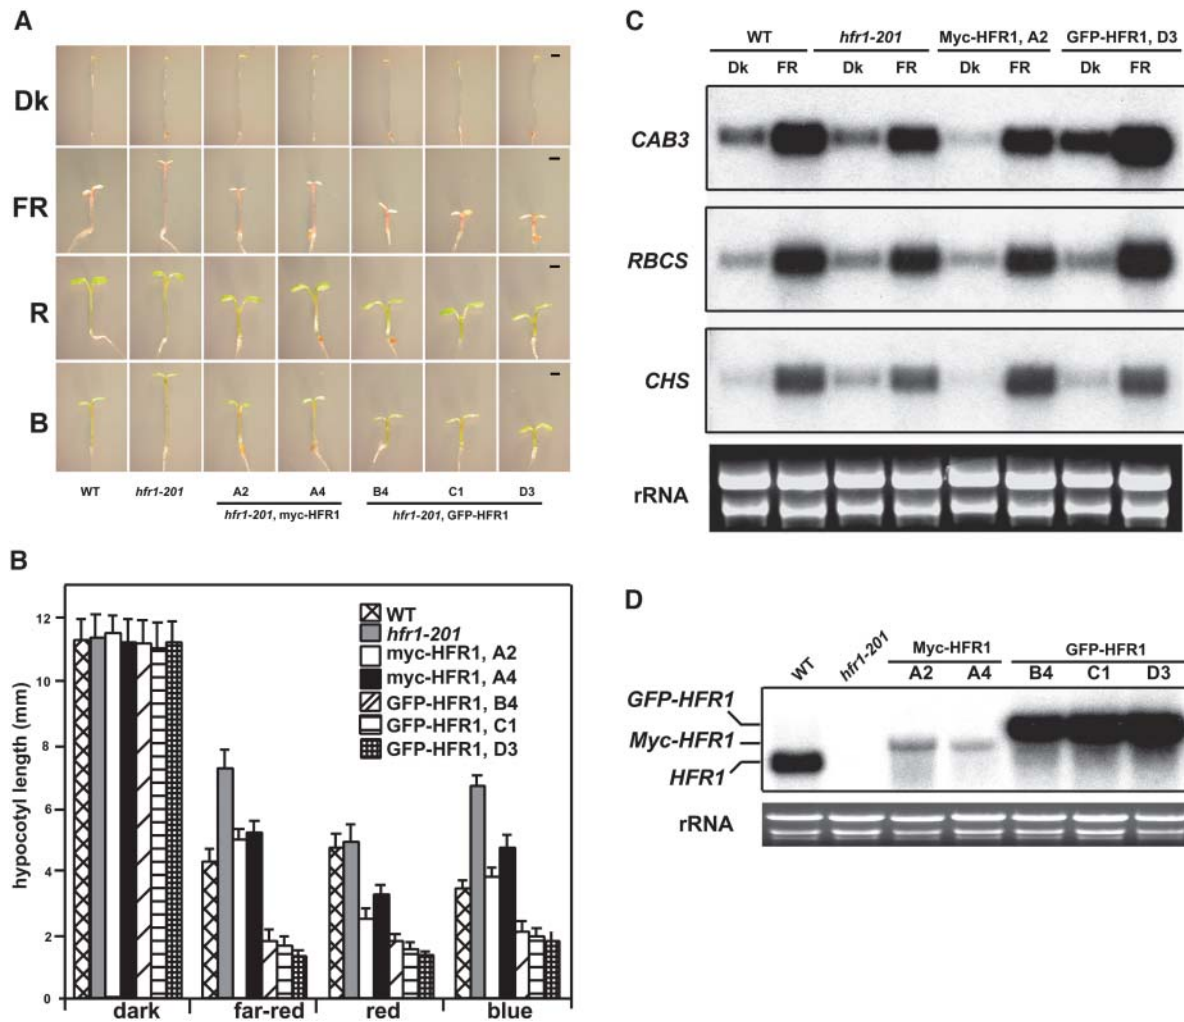 A
Dk
FR
R
B
WT hfr1-201 A2 A4 B4 C1 D3
hfr1-201, myc-HFR1 hfr1-201, GFP-HFR1
B
hypocotyl length (mm)
12
10
8
6
4
2
0
WT
hfr1-201
myc-HFR1, A2
myc-HFR1, A4
GFP-HFR1, B4
GFP-HFR1, C1
GFP-HFR1, D3
dark far-red red blue
C
WT hfr1-201 Myc-HFR1, A2 GFP-HFR1, D3
Dk FR Dk FR Dk FR Dk FR
CAB3
RBCS
CHS
rRNA
D
WT hfr1-201 Myc-HFR1 GFP-HFR1
A2 A4 B4 C1 D3
GFP-HFR1
Myc-HFR1
HFR1
rRNA